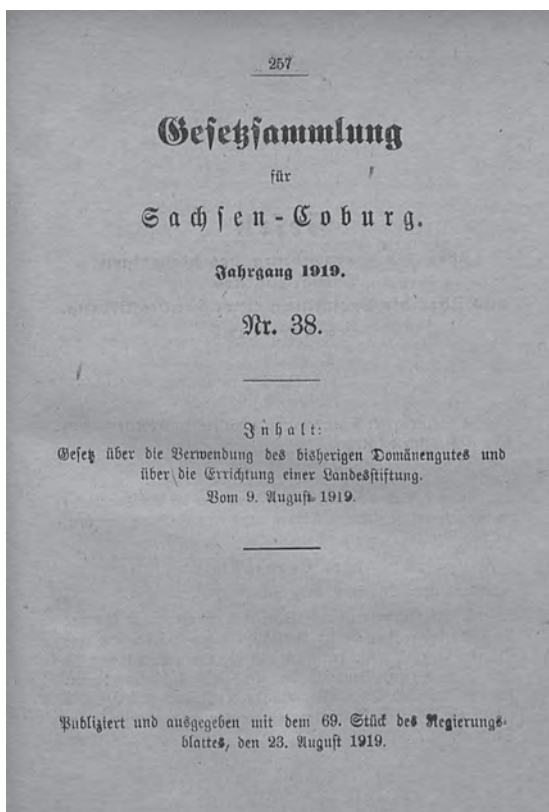 257
Gesetzsammlung
für
Sachsen-Coburg.
Jahrgang 1919.
Nr. 38.
Inhalt:
Gesetz über die Verwendung des bisherigen Domänengutes und
über die Errichtung einer Landesstiftung.
Vom 9. August 1919.
Publiziert und ausgegeben mit dem 69. Stück des Regierungs-
blattes, den 23. August 1919.